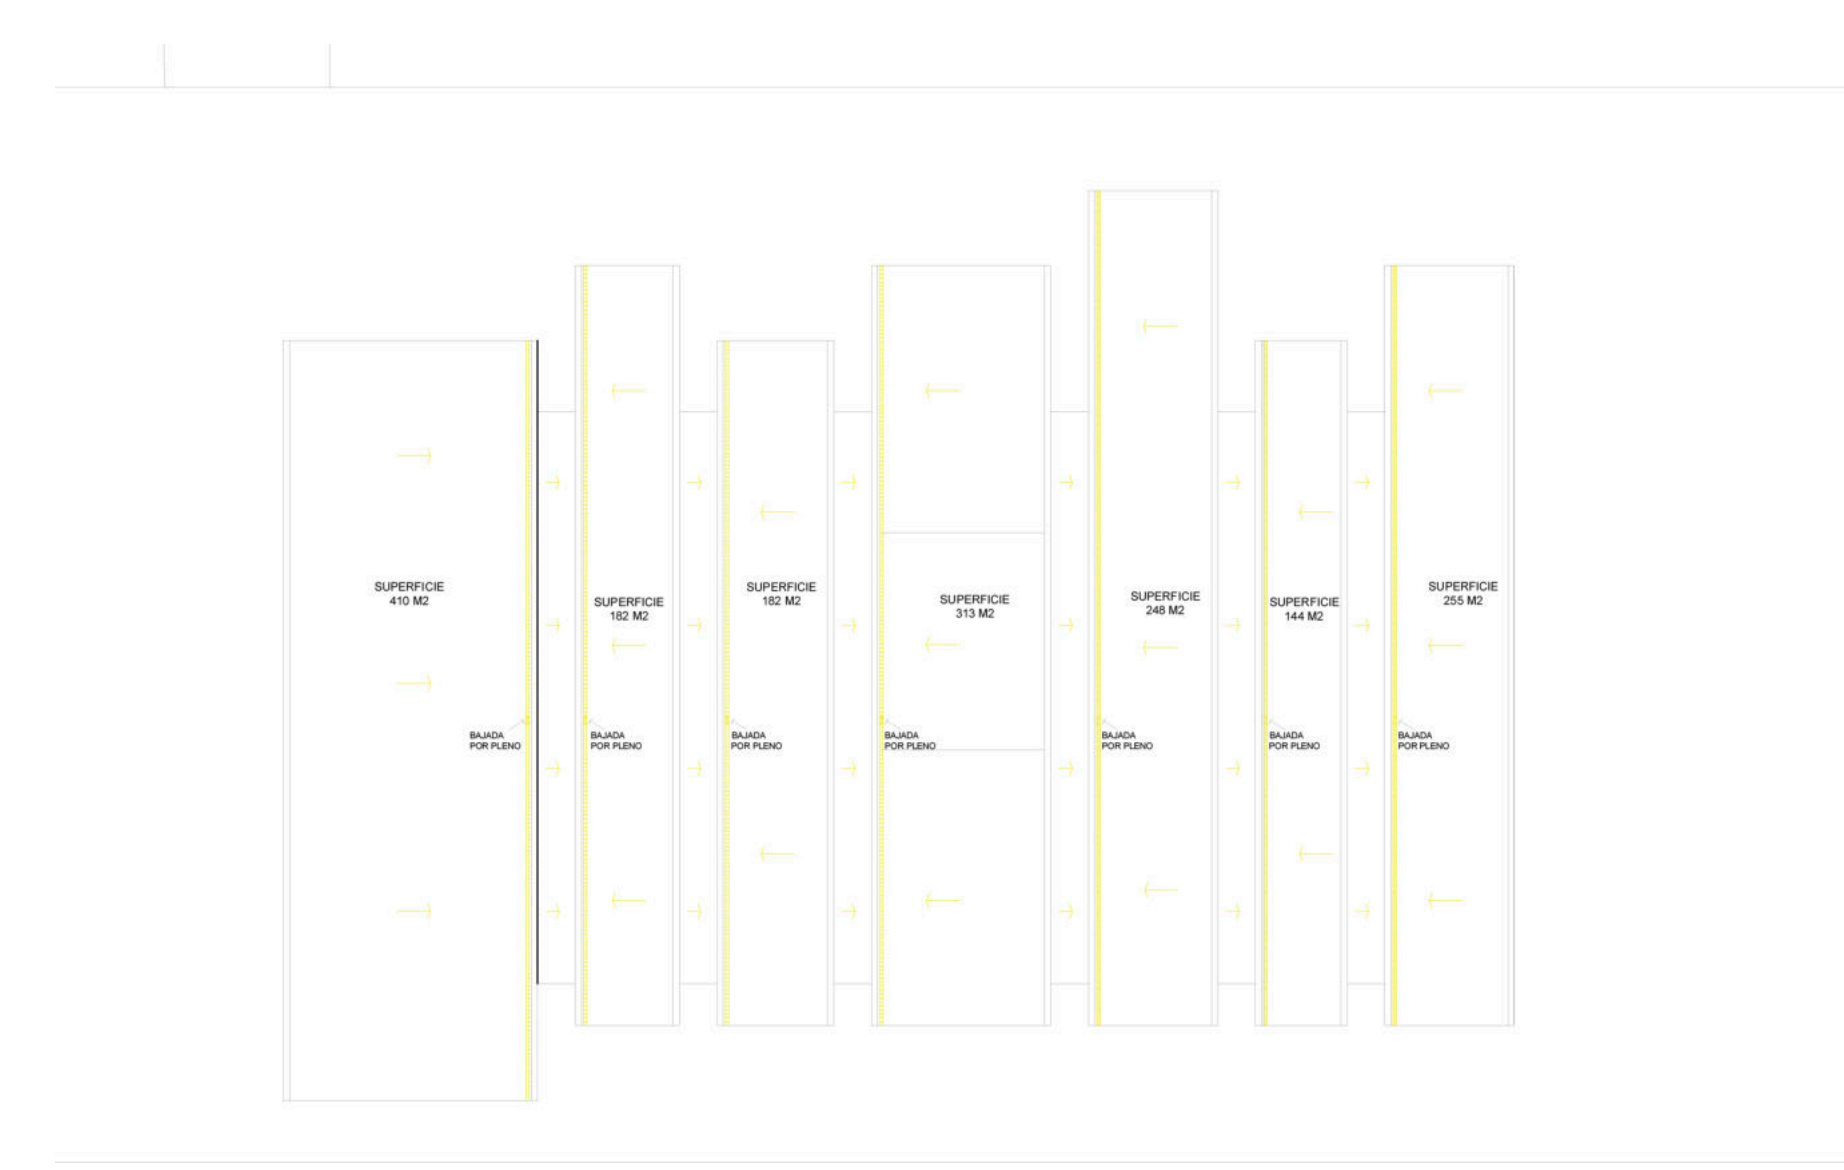 SUPERFICIE
410 M2
SUPERFICIE
182 M2
SUPERFICIE
182 M2
SUPERFICIE
313 M2
SUPERFICIE
248 M2
SUPERFICIE
144 M2
SUPERFICIE
255 M2
BAJADA
POR PLENO
BAJADA
POR PLENO
BAJADA
POR PLENO
BAJADA
POR PLENO
BAJADA
POR PLENO
BAJADA
POR PLENO
BAJADA
POR PLENO